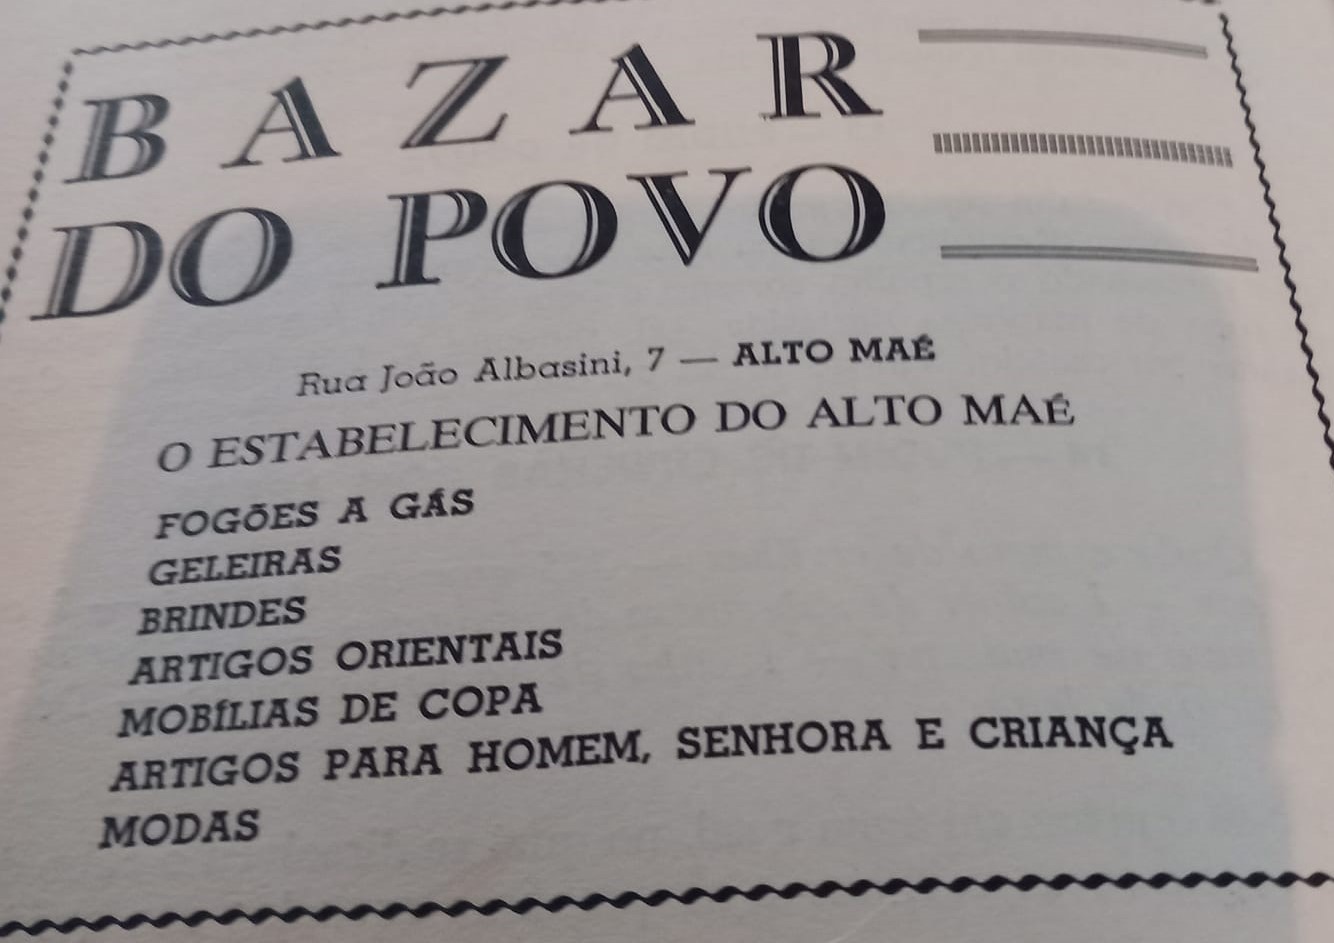 BAZAR
DO POVO
Rua João Albasini, 7 — ALTO MAÉ
O ESTABELECIMENTO DO ALTO MAÉ
FOGÕES A GÁS
GELEIRAS
BRINDES
ARTIGOS ORIENTAIS
MOBÍLIAS DE COPA
ARTIGOS PARA HOMEM, SENHORA E CRIANÇA
MODAS